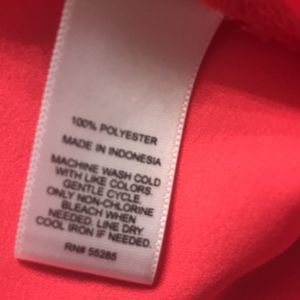 100% POLYESTER
MADE IN INDONESIA
MACHINE WASH COLD
WITH LIKE COLORS.
GENTLE CYCLE.
ONLY NON-CHLORINE
BLEACH WHEN
NEEDED. LINE DRY
COOL IRON IF NEEDED.
RN# 55285